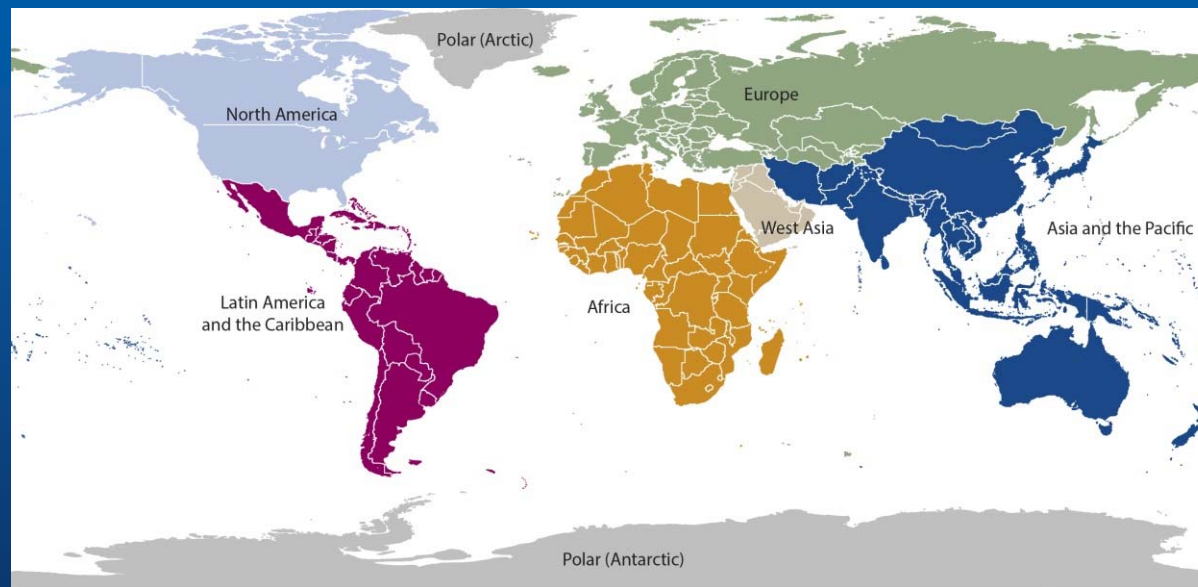 Polar (Arctic)
North America
Europe
West Asia
Asia and the Pacific
Latin America
and the Caribbean
Africa
Polar (Antarctic)